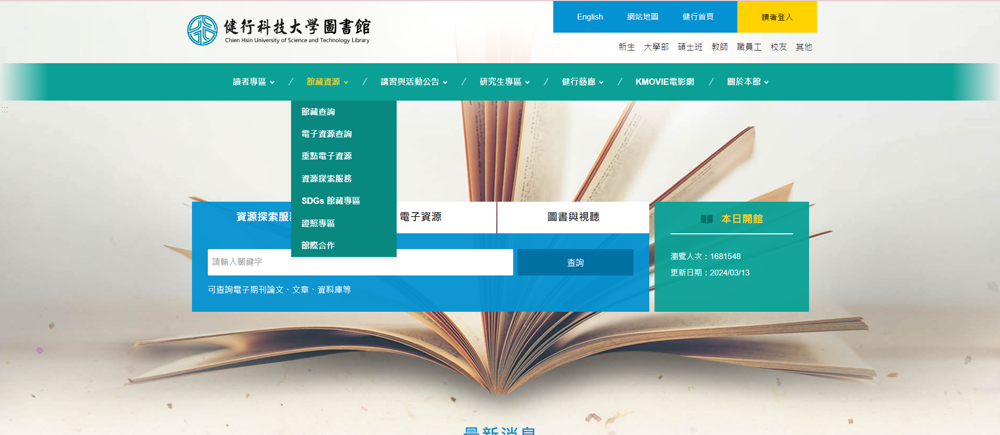 健行科技大學圖書館
Chien Hsin University of Science and Technology Library
English 網站地圖 健行首頁 讀者登入
新生 大學部 碩士班 教師 職員工 校友 其他
讀者專區 / 館藏資源 / 講習與活動公告 / 研究生專區 / 健行藝廊 / KMOVIE電影網 / 關於本館
:::
館藏查詢
電子資源查詢
重點電子資源
資源探索服務
SDGs 館藏專區
證照專區
館際合作
資源探索服 電子資源 圖書與視聽
請輸入關鍵字 查詢
可查詢電子期刊論文、文章、資料庫等
本日開館
瀏覽人次：1681548
更新日期：2024/03/13
最新消息